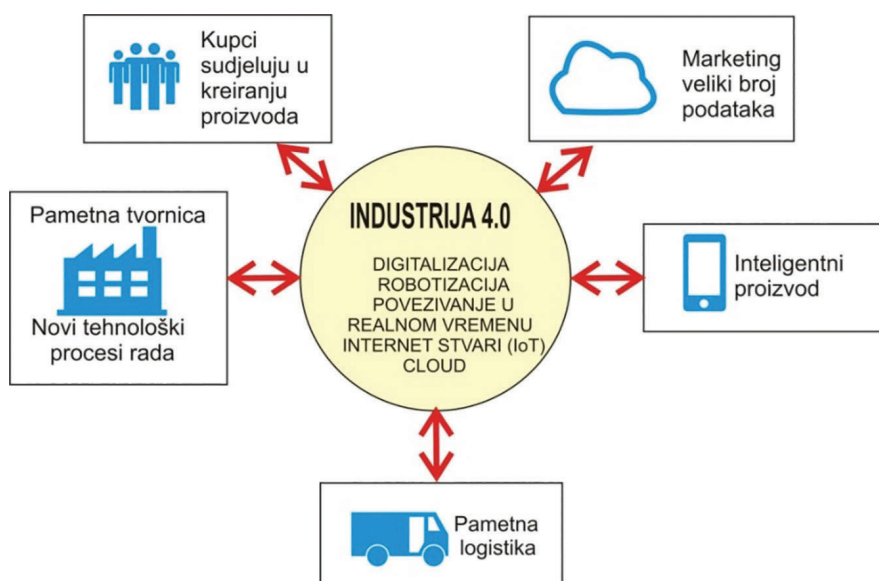 Kupci
sudjeluju u
kreiranju
proizvoda
Marketing
veliki broj
podataka
Pametna tvornica
Novi tehnološki
procesi rada
INDUSTRIJA 4.0
DIGITALIZACIJA
ROBOTIZACIJA
POVEZIVANJE U
REALNOM VREMENU
INTERNET STVARI (IoT)
CLOUD
Inteligentni
proizvod
Pametna
logistika